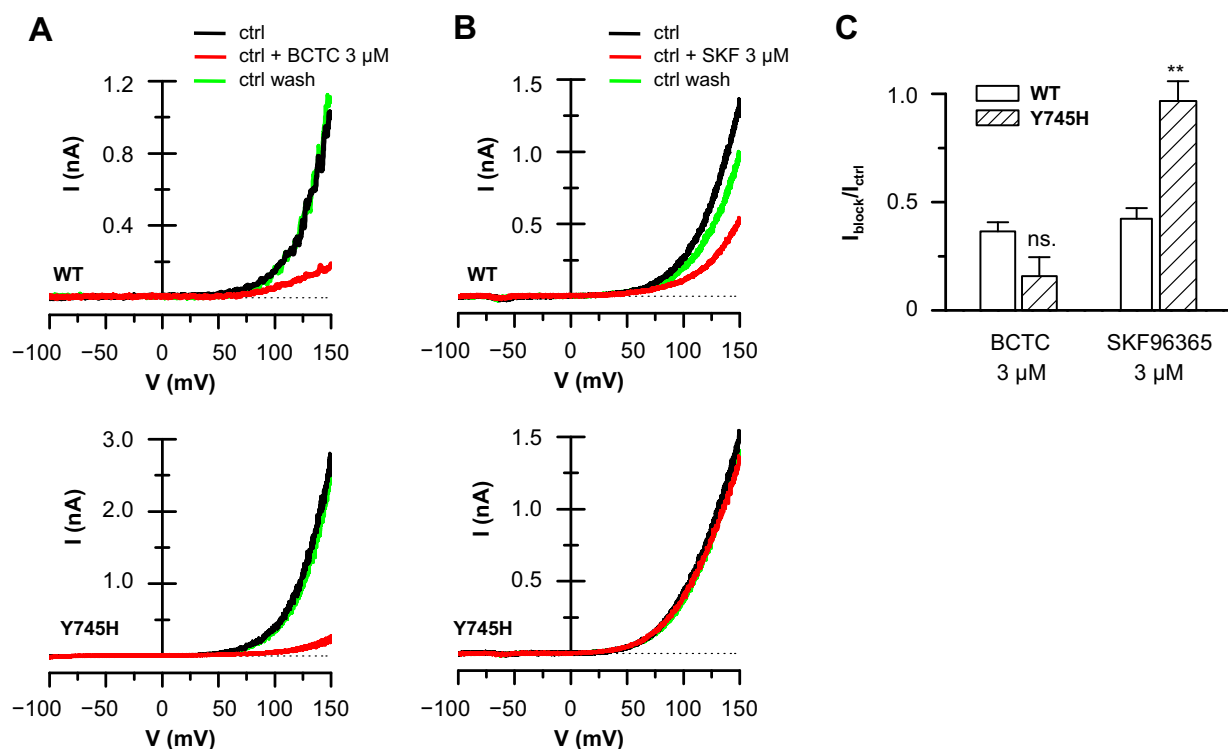 A
ctrl
ctrl + BCTC 3 µM
ctrl wash
1.2
0.8
0.4
I (nA)
WT
−100 −50 0 50 100 150
V (mV)
3.0
2.0
1.0
I (nA)
Y745H
−100 −50 0 50 100 150
V (mV)
B
ctrl
ctrl + SKF 3 µM
ctrl wash
1.5
1.0
0.5
I (nA)
WT
−100 −50 0 50 100 150
V (mV)
1.5
1.0
0.5
I (nA)
Y745H
−100 −50 0 50 100 150
V (mV)
C
WT
Y745H
**
ns.
1.0
0.5
0
Iblock/Ictrl
BCTC SKF96365
3 µM 3 µM